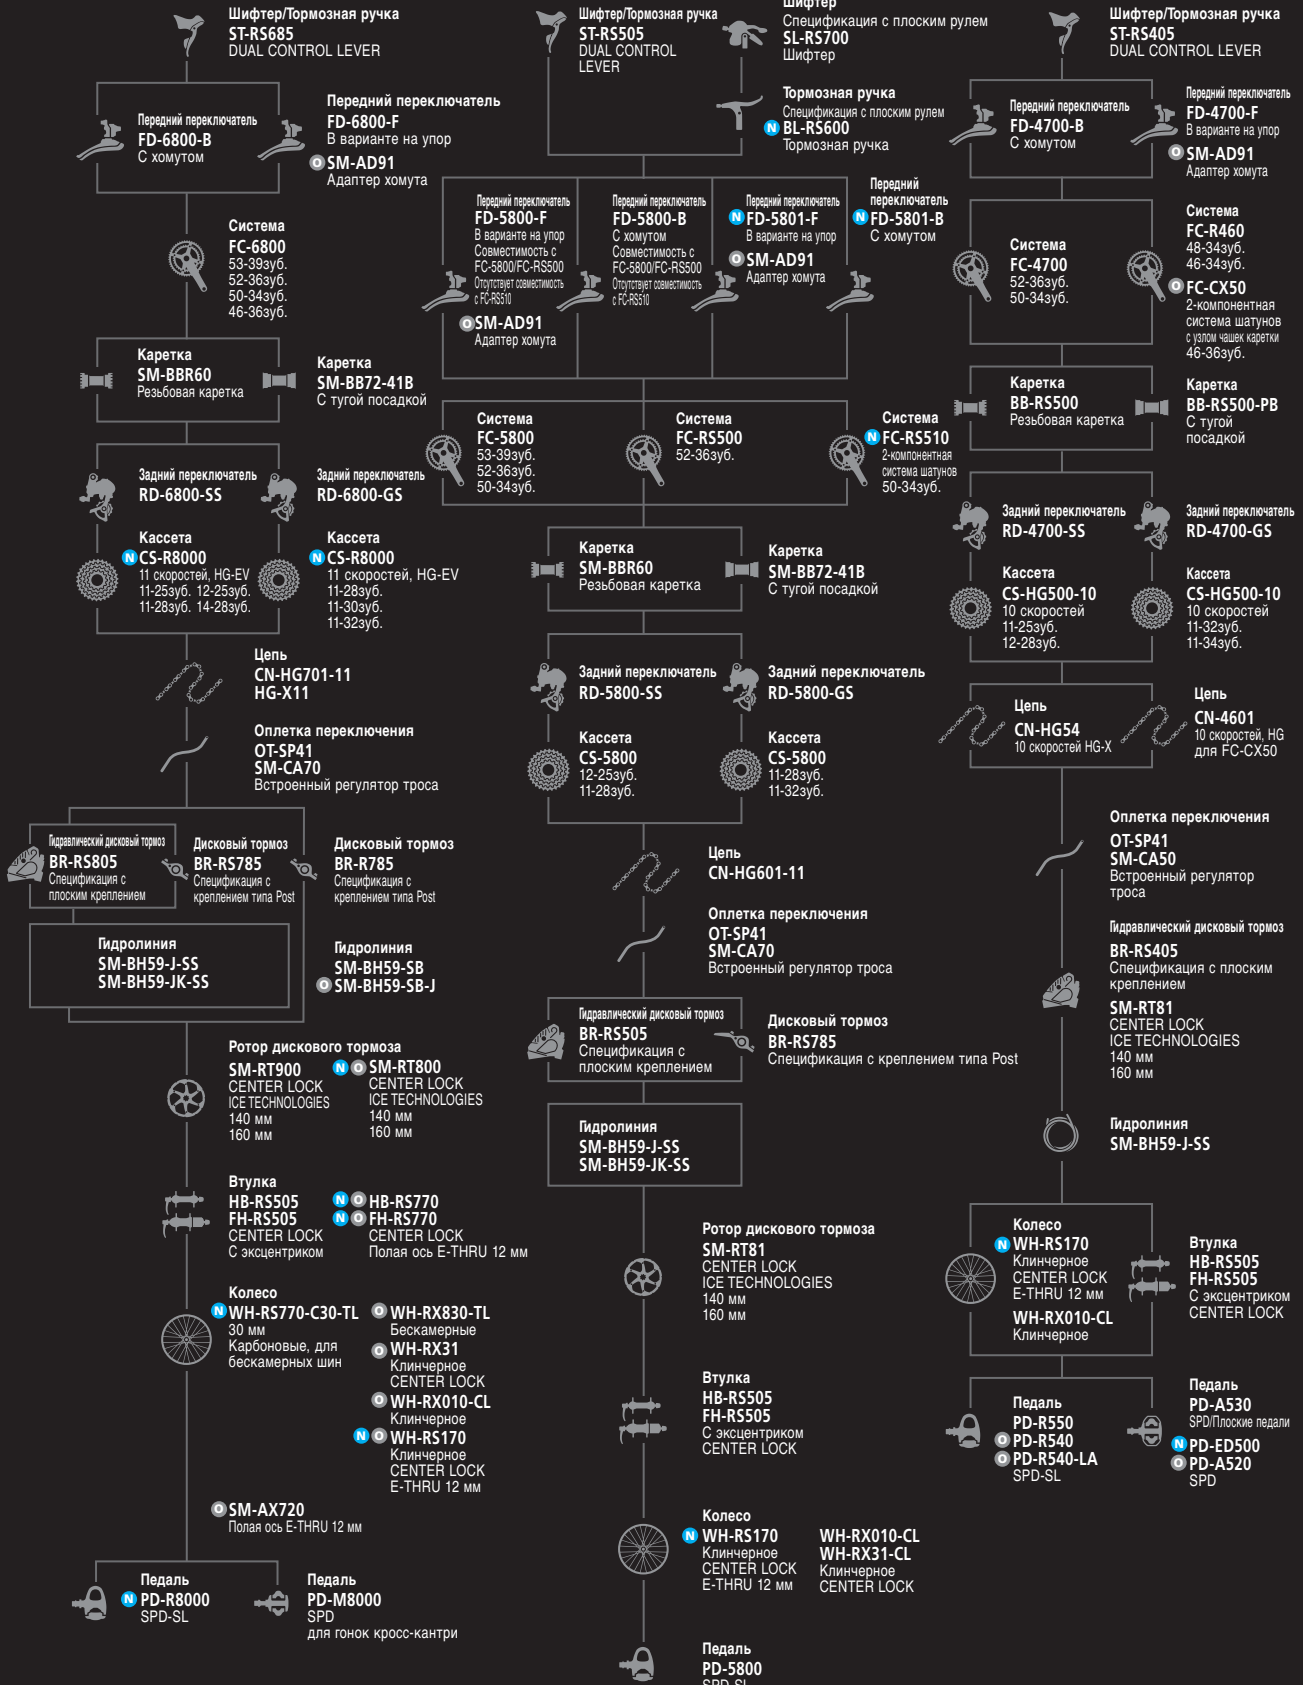 Шифтер/Тормозная ручка
ST-RS685
DUAL CONTROL LEVER
Передний переключатель
FD-6800-B
С хомутом
Передний переключатель
FD-6800-F
В варианте на упор
O SM-AD91
Адаптер хомута
Система
FC-6800
53-39зуб.
52-36зуб.
50-34зуб.
46-36зуб.
Каретка
SM-BBR60
Резьбовая каретка
Каретка
SM-BB72-41B
С тугой посадкой
Задний переключатель
RD-6800-SS
Задний переключатель
RD-6800-GS
Кассета
N CS-R8000
11 скоростей, HG-EV
11-25зуб. 12-25зуб.
11-28зуб. 14-28зуб.
Кассета
N CS-R8000
11 скоростей, HG-EV
11-28зуб.
11-30зуб.
11-32зуб.
Цепь
CN-HG701-11
HG-X11
Оплетка переключения
OT-SP41
SM-CA70
Встроенный регулятор троса
Гидравлический дисковый тормоз
BR-RS805
Спецификация с
плоским креплением
Дисковый тормоз
BR-RS785
Спецификация с
креплением типа Post
Дисковый тормоз
BR-R785
Спецификация с
креплением типа Post
Гидролиния
SM-BH59-J-SS
SM-BH59-JK-SS
Гидролиния
SM-BH59-SB
O SM-BH59-SB-J
Ротор дискового тормоза
SM-RT900
CENTER LOCK
ICE TECHNOLOGIES
140 мм
160 мм
N O SM-RT800
CENTER LOCK
ICE TECHNOLOGIES
140 мм
160 мм
Втулка
HB-RS505
FH-RS505
CENTER LOCK
С эксцентриком
N O HB-RS770
N O FH-RS770
CENTER LOCK
Полая ось E-THRU 12 мм
Колесо
N WH-RS770-C30-TL
30 мм
Карбоновые, для
бескамерных шин
O WH-RX830-TL
Бескамерные
O WH-RX31
Клинчерное
CENTER LOCK
O WH-RX010-CL
Клинчерное
N O WH-RS170
Клинчерное
CENTER LOCK
E-THRU 12 мм
O SM-AX720
Полая ось E-THRU 12 мм
Педаль
N PD-R8000
SPD-SL
Педаль
PD-M8000
SPD
для гонок кросс-кантри
Шифтер/Тормозная ручка
ST-RS505
DUAL CONTROL
LEVER
Шифтер
Спецификация с плоским рулем
SL-RS700
Шифтер
Тормозная ручка
Спецификация с плоским рулем
N BL-RS600
Тормозная ручка
Передний переключатель
FD-5800-F
В варианте на упор
Совместимость с
FC-5800/FC-RS500
Отсутствует совместимость
с FC-RS510
O SM-AD91
Адаптер хомута
Передний переключатель
FD-5800-B
С хомутом
Совместимость с
FC-5800/FC-RS500
Отсутствует совместимость
с FC-RS510
Передний переключатель
N FD-5801-F
В варианте на упор
O SM-AD91
Адаптер хомута
Передний
переключатель
N FD-5801-B
С хомутом
Система
FC-5800
53-39зуб.
52-36зуб.
50-34зуб.
Система
FC-RS500
52-36зуб.
Система
N FC-RS510
2-компонентная
система шатунов
50-34зуб.
Каретка
SM-BBR60
Резьбовая каретка
Каретка
SM-BB72-41B
С тугой посадкой
Задний переключатель
RD-5800-SS
Задний переключатель
RD-5800-GS
Кассета
CS-5800
12-25зуб.
11-28зуб.
Кассета
CS-5800
11-28зуб.
11-32зуб.
Цепь
CN-HG601-11
Оплетка переключения
OT-SP41
SM-CA70
Встроенный регулятор троса
Гидравлический дисковый тормоз
BR-RS505
Спецификация с
плоским креплением
Дисковый тормоз
BR-RS785
Спецификация с креплением типа Post
Гидролиния
SM-BH59-J-SS
SM-BH59-JK-SS
Ротор дискового тормоза
SM-RT81
CENTER LOCK
ICE TECHNOLOGIES
140 мм
160 мм
Втулка
HB-RS505
FH-RS505
С эксцентриком
CENTER LOCK
Колесо
N WH-RS170
Клинчерное
CENTER LOCK
E-THRU 12 мм
WH-RX010-CL
WH-RX31-CL
Клинчерное
CENTER LOCK
Педаль
PD-5800
SPD-SL
Шифтер/Тормозная ручка
ST-RS405
DUAL CONTROL LEVER
Передний переключатель
FD-4700-B
С хомутом
Передний переключатель
FD-4700-F
В варианте на упор
O SM-AD91
Адаптер хомута
Система
FC-4700
52-36зуб.
50-34зуб.
Система
FC-R460
48-34зуб.
46-34зуб.
O FC-CX50
2-компонентная
система шатунов
с узлом чашек каретки
46-36зуб.
Каретка
BB-RS500
Резьбовая каретка
Каретка
BB-RS500-PB
С тугой
посадкой
Задний переключатель
RD-4700-SS
Задний переключатель
RD-4700-GS
Кассета
CS-HG500-10
10 скоростей
11-25зуб.
12-28зуб.
Кассета
CS-HG500-10
10 скоростей
11-32зуб.
11-34зуб.
Цепь
CN-HG54
10 скоростей HG-X
Цепь
CN-4601
10 скоростей, HG
для FC-CX50
Оплетка переключения
OT-SP41
SM-CA50
Встроенный регулятор
троса
Гидравлический дисковый тормоз
BR-RS405
Спецификация с плоским
креплением
SM-RT81
CENTER LOCK
ICE TECHNOLOGIES
140 мм
160 мм
Гидролиния
SM-BH59-J-SS
Колесо
N WH-RS170
Клинчерное
CENTER LOCK
E-THRU 12 мм
WH-RX010-CL
Клинчерное
Втулка
HB-RS505
FH-RS505
С эксцентриком
CENTER LOCK
Педаль
PD-R550
O PD-R540
O PD-R540-LA
SPD-SL
Педаль
PD-A530
SPD/Плоские педали
N PD-ED500
O PD-A520
SPD